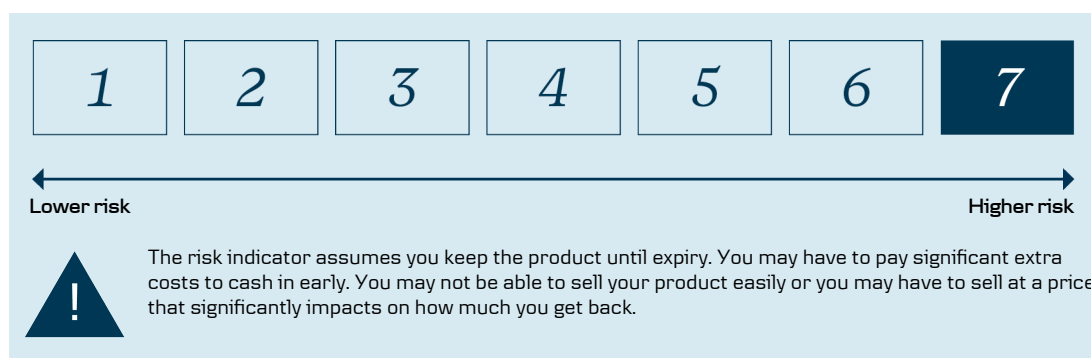 1 2 3 4 5 6 7
Lower risk Higher risk
!
The risk indicator assumes you keep the product until expiry. You may have to pay significant extra
costs to cash in early. You may not be able to sell your product easily or you may have to sell at a price
that significantly impacts on how much you get back.